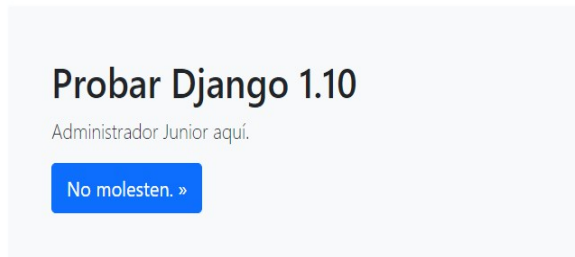 Probar Django 1.10
Administrador Junior aquí.
No molesten. »